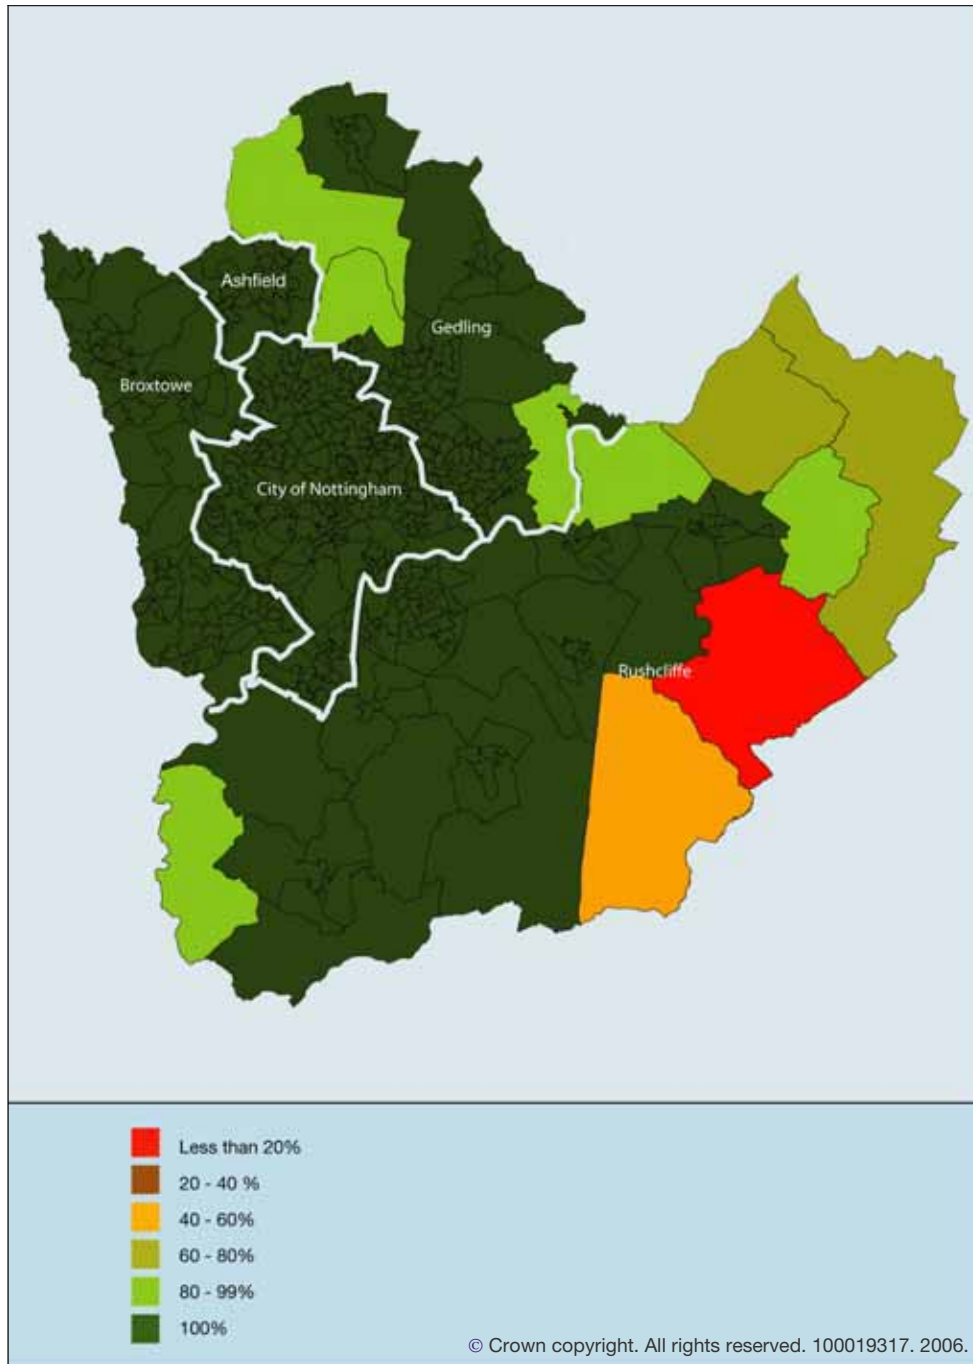 Ashfield
Gedling
Broxtowe
City of Nottingham
Rushcliffe
Less than 20%
20 - 40 %
40 - 60%
60 - 80%
80 - 99%
100%
© Crown copyright. All rights reserved. 100019317. 2006.